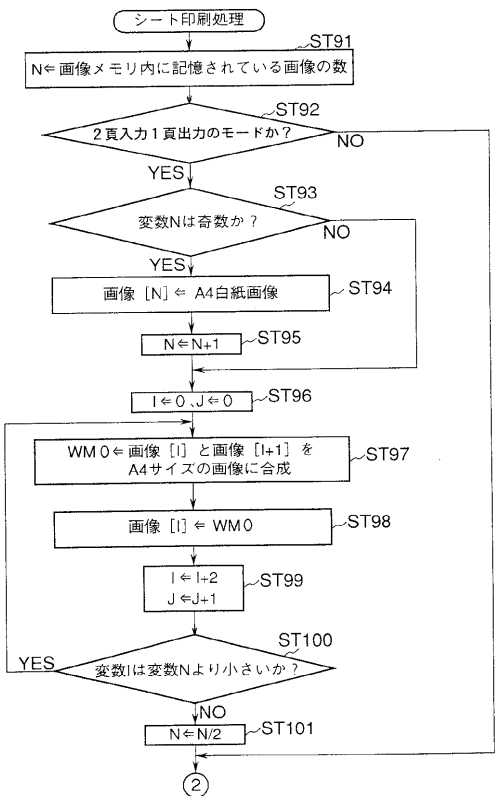 シート印刷処理
ST91
N⇐画像メモリ内に記憶されている画像の数
ST92
2頁入力1頁出力のモードか?
NO
YES
ST93
変数Nは奇数か?
NO
YES
画像 [N] ⇐ A4白紙画像
ST94
N⇐N+1
ST95
I⇐0、J⇐0
ST96
WM0⇐画像 [I] と画像 [I+1] を
A4サイズの画像に合成
ST97
画像 [I] ⇐ WM0
ST98
I⇐I+2
J⇐J+1
ST99
ST100
YES
変数Iは変数Nより小さいか?
NO
N⇐N/2
ST101
2